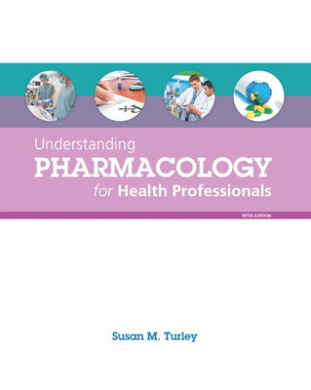 Understanding
PHARMACOLOGY
for Health Professionals
FIFTH EDITION
Susan M. Turley